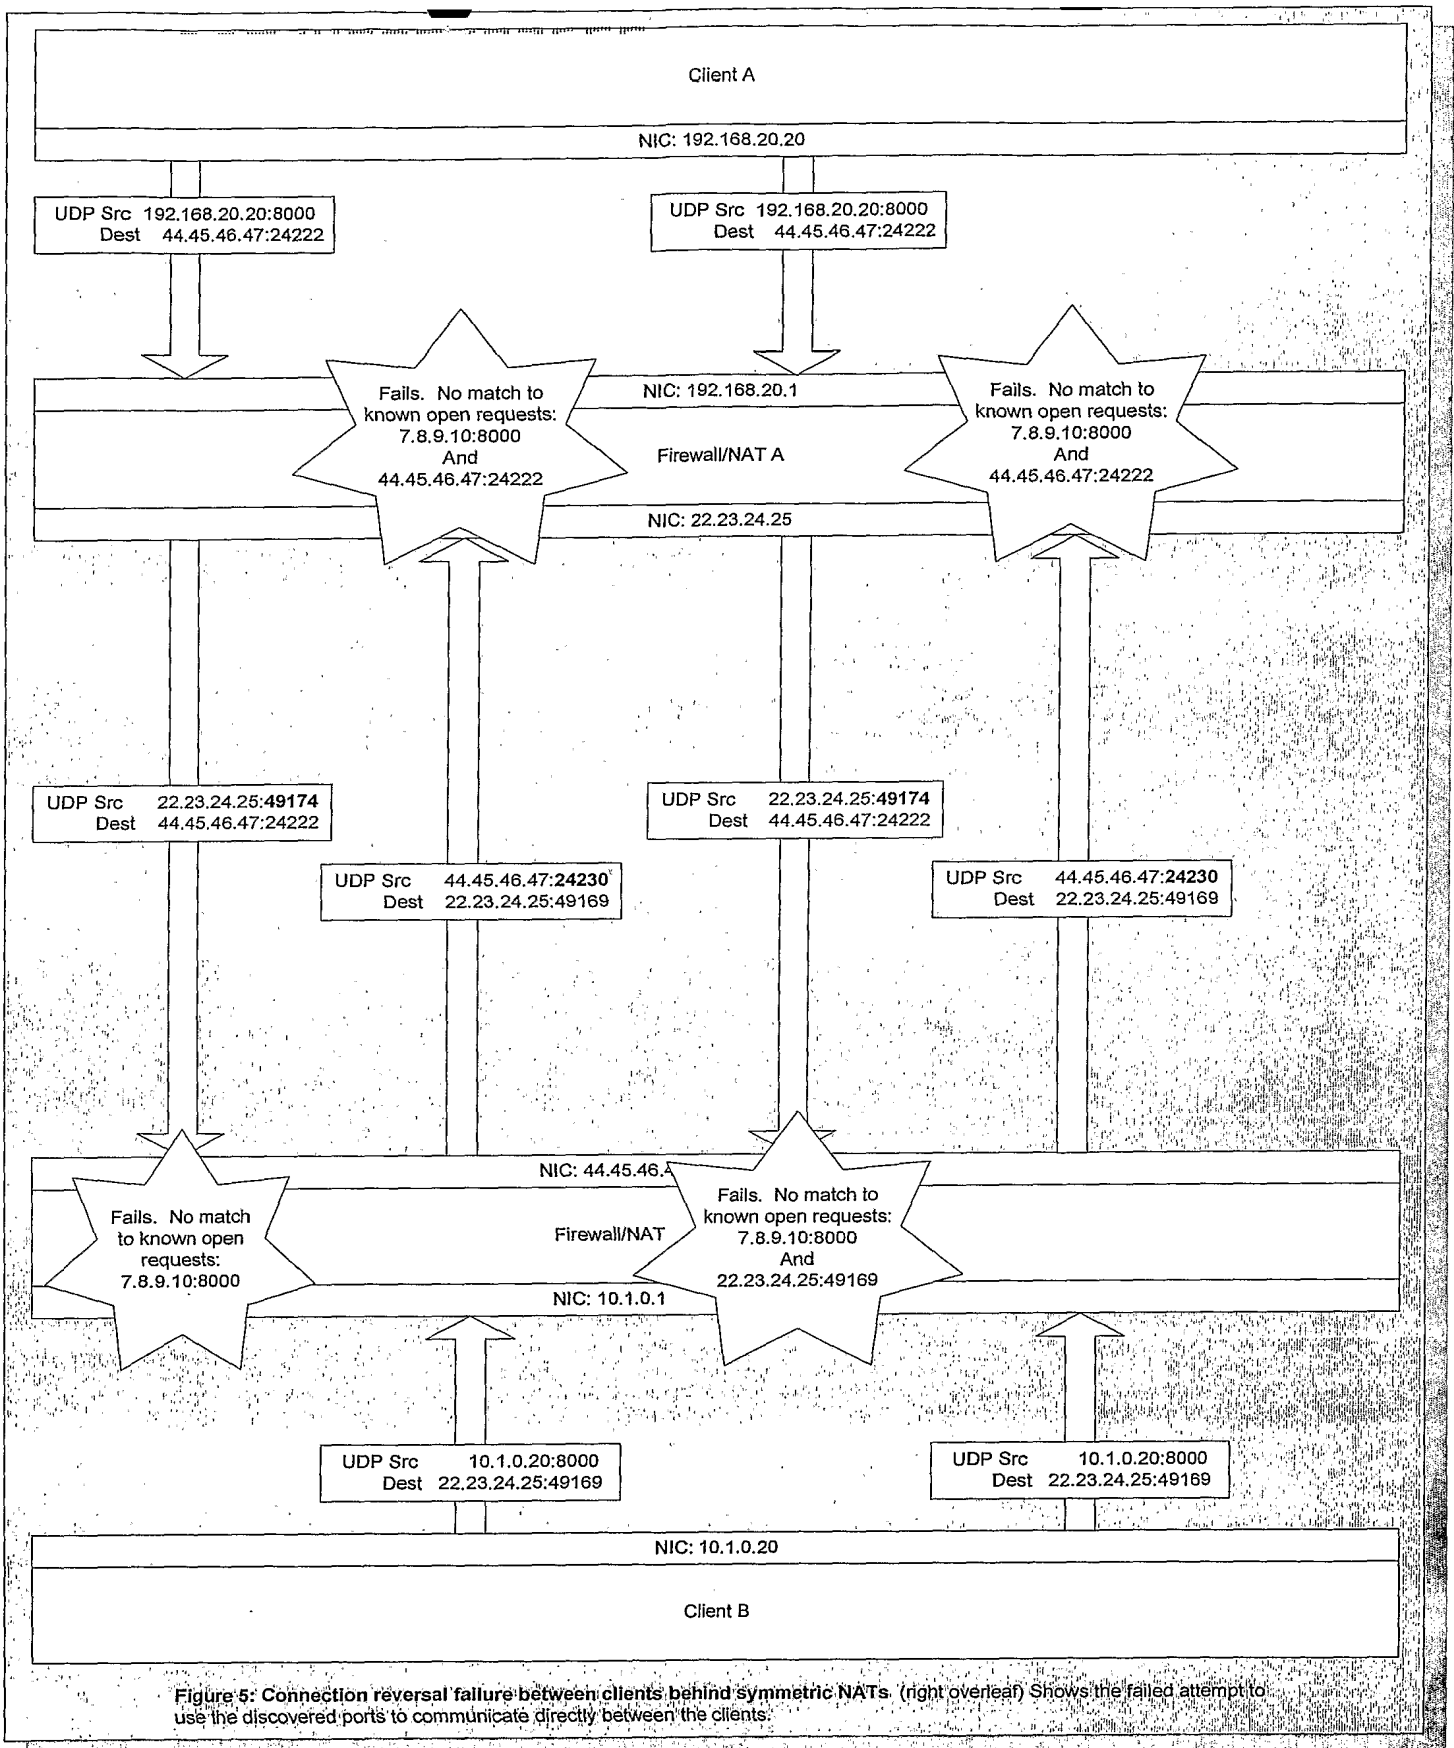 Client A
NIC: 192.168.20.20
UDP Src 192.168.20.20:8000
Dest 44.45.46.47:24222
UDP Src 192.168.20.20:8000
Dest 44.45.46.47:24222
Fails. No match to
known open requests:
7.8.9.10:8000
And
44.45.46.47:24222
NIC: 192.168.20.1
Firewall/NAT A
NIC: 22.23.24.25
Fails. No match to
known open requests:
7.8.9.10:8000
And
44.45.46.47:24222
UDP Src 22.23.24.25:49174
Dest 44.45.46.47:24222
UDP Src 44.45.46.47:24230
Dest 22.23.24.25:49169
UDP Src 22.23.24.25:49174
Dest 44.45.46.47:24222
UDP Src 44.45.46.47:24230
Dest 22.23.24.25:49169
NIC: 44.45.46.4
Firewall/NAT
NIC: 10.1.0.1
Fails. No match
to known open
requests:
7.8.9.10:8000
Fails. No match to
known open requests:
7.8.9.10:8000
And
22.23.24.25:49169
UDP Src 10.1.0.20:8000
Dest 22.23.24.25:49169
UDP Src 10.1.0.20:8000
Dest 22.23.24.25:49169
NIC: 10.1.0.20
Client B
Figure 5: Connection reversal failure between clients behind symmetric NATs (right overleaf) Shows the failed attempt to
use the discovered ports to communicate directly between the clients.